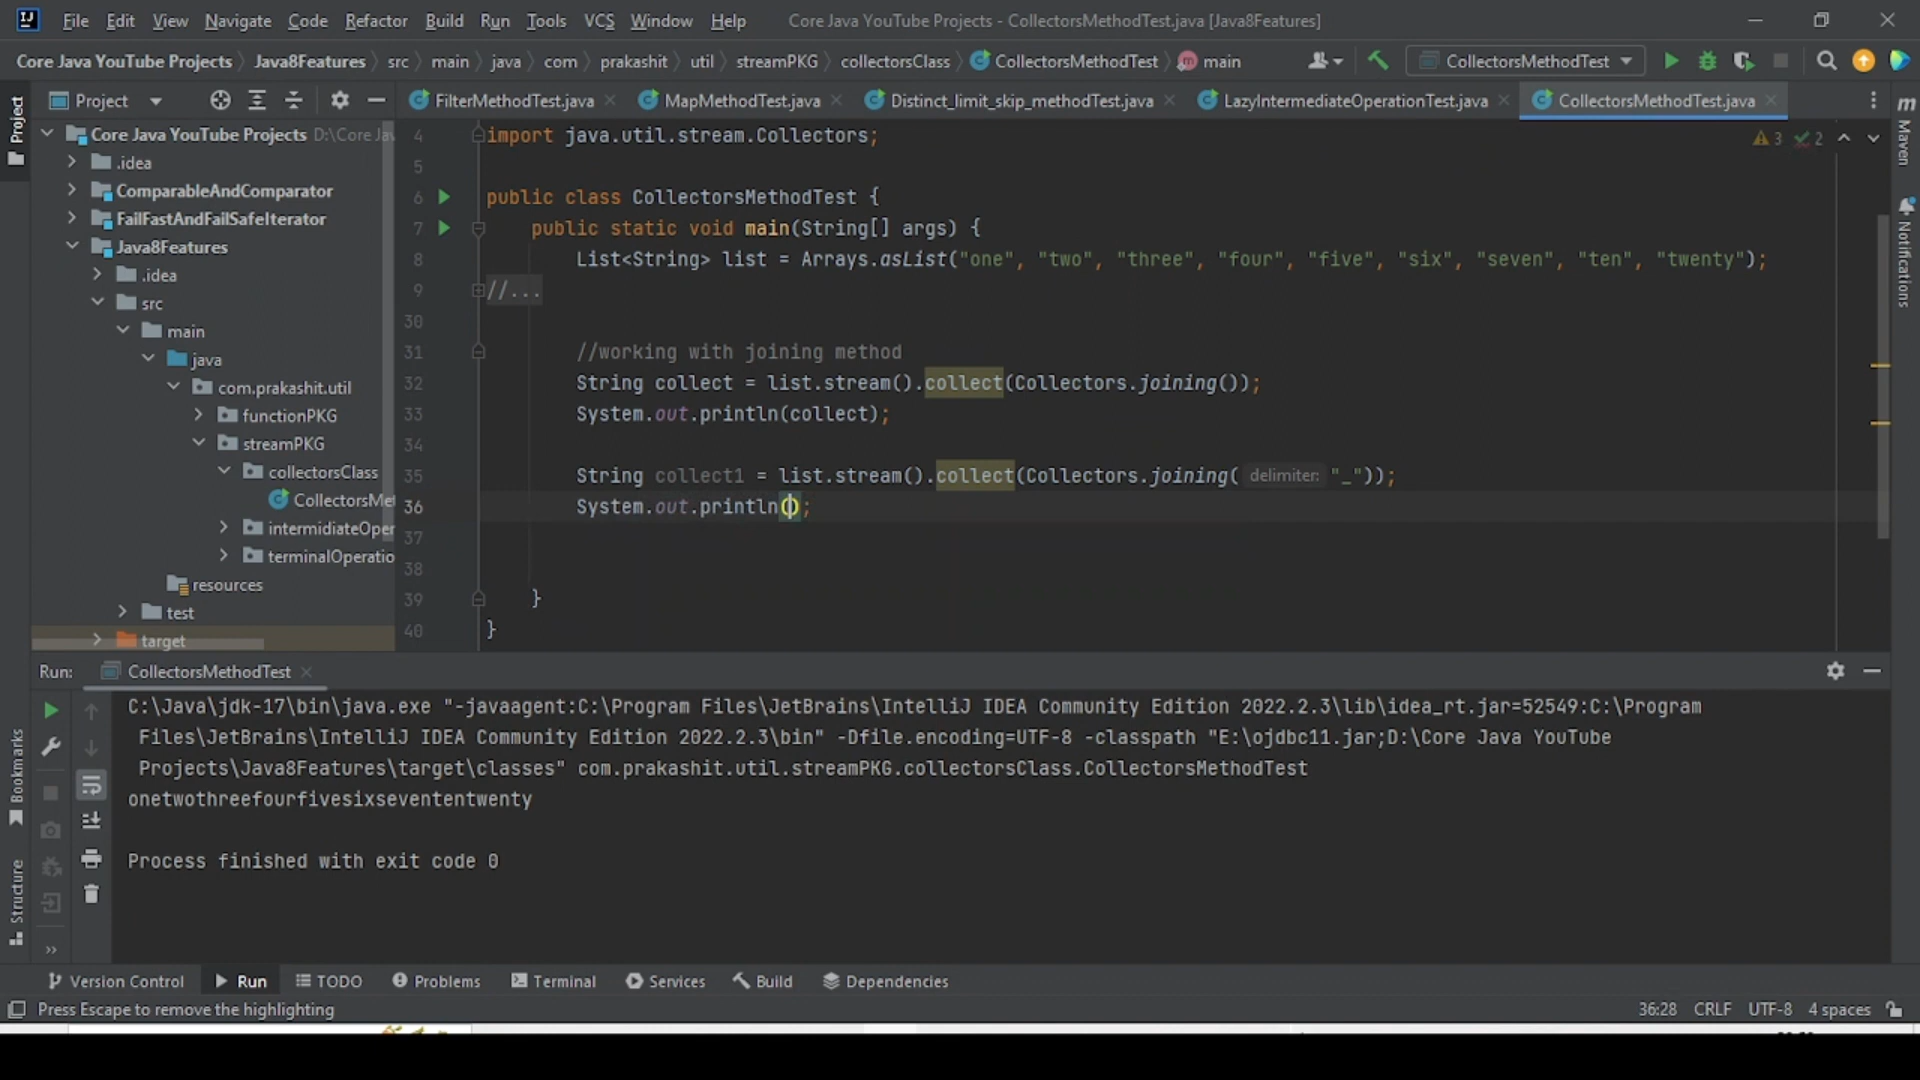 File Edit View Navigate Code Refactor Build Run Tools VCS Window Help Core Java YouTube Projects - CollectorsMethodTest.java [Java8Features]
Core Java YouTube Projects Java8Features src main java com prakashit util streamPKG collectorsClass CollectorsMethodTest main CollectorsMethodTest
Project FilterMethodTest.java MapMethodTest.java Distinct_limit_skip_methodTest.java LazyIntermediateOperationTest.java CollectorsMethodTest.java
Project
Maven
Notifications
Bookmarks
Structure
Core Java YouTube Projects D:\Core Jav
.idea
ComparableAndComparator
FailFastAndFailSafeIterator
Java8Features
.idea
src
main
java
com.prakashit.util
functionPKG
streamPKG
collectorsClass
CollectorsMet
intermidiateOper
terminalOperatio
resources
test
target
3 2
4 import java.util.stream.Collectors;
5
6 public class CollectorsMethodTest {
7 public static void main(String[] args) {
8 List<String> list = Arrays.asList("one", "two", "three", "four", "five", "six", "seven", "ten", "twenty");
9 //...
30
31 //working with joining method
32 String collect = list.stream().collect(Collectors.joining());
33 System.out.println(collect);
34
35 String collect1 = list.stream().collect(Collectors.joining( delimiter: "_"));
36 System.out.println();
37
38
39 }
40 }
Run: CollectorsMethodTest
C:\Java\jdk-17\bin\java.exe "-javaagent:C:\Program Files\JetBrains\IntelliJ IDEA Community Edition 2022.2.3\lib\idea_rt.jar=52549:C:\Program
Files\JetBrains\IntelliJ IDEA Community Edition 2022.2.3\bin" -Dfile.encoding=UTF-8 -classpath "E:\ojdbc11.jar;D:\Core Java YouTube
Projects\Java8Features\target\classes" com.prakashit.util.streamPKG.collectorsClass.CollectorsMethodTest
onetwothreefourfivesixseventententwenty
Process finished with exit code 0
Version Control Run TODO Problems Terminal Services Build Dependencies
Press Escape to remove the highlighting 36:28 CRLF UTF-8 4 spaces